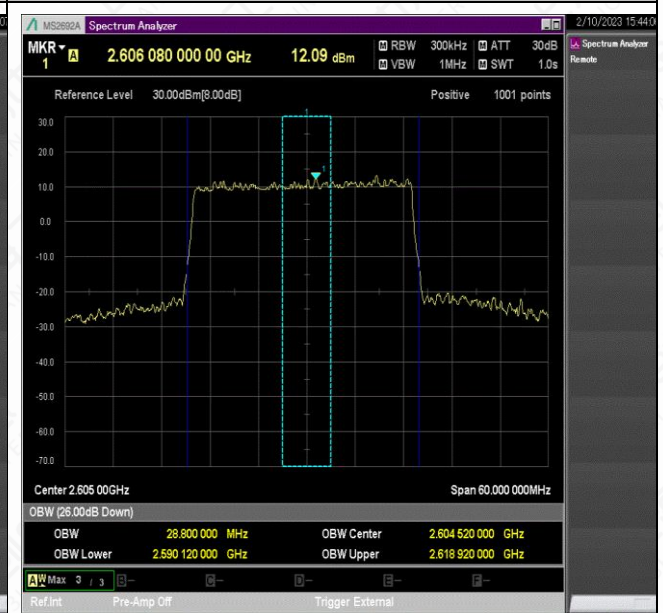 07
MS2692A Spectrum Analyzer
2/10/2023 15:44:0
MKR 1 A 2.606 080 000 00 GHz 12.09 dBm M RBW 300kHz M ATT 30dB
M VBW 1MHz M SWT 1.0s
Spectrum Analyzer
Remote
Reference Level 30.00dBm[8.00dB] Positive 1001 points
1
30.0
20.0
1
10.0
0.0
-10.0
-20.0
-30.0
-40.0
-50.0
-60.0
-70.0
Center 2.605 00GHz Span 60.000 000MHz
OBW (26.00dB Down)
OBW 28.800 000 MHz OBW Center 2.604 520 000 GHz
OBW Lower 2.590 120 000 GHz OBW Upper 2.618 920 000 GHz
A W Max 3 / 3 B- C- D- E- F-
Ref.Int Pre-Amp Off Trigger External